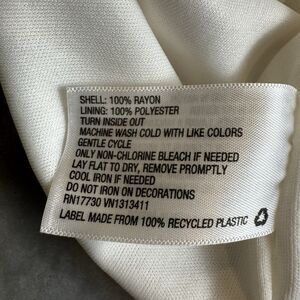 SHELL: 100% RAYON
LINING: 100% POLYESTER
TURN INSIDE OUT
MACHINE WASH COLD WITH LIKE COLORS
GENTLE CYCLE
ONLY NON-CHLORINE BLEACH IF NEEDED
LAY FLAT TO DRY, REMOVE PROMPTLY
COOL IRON IF NEEDED
DO NOT IRON ON DECORATIONS
RN17730 VN1313411
LABEL MADE FROM 100% RECYCLED PLASTIC